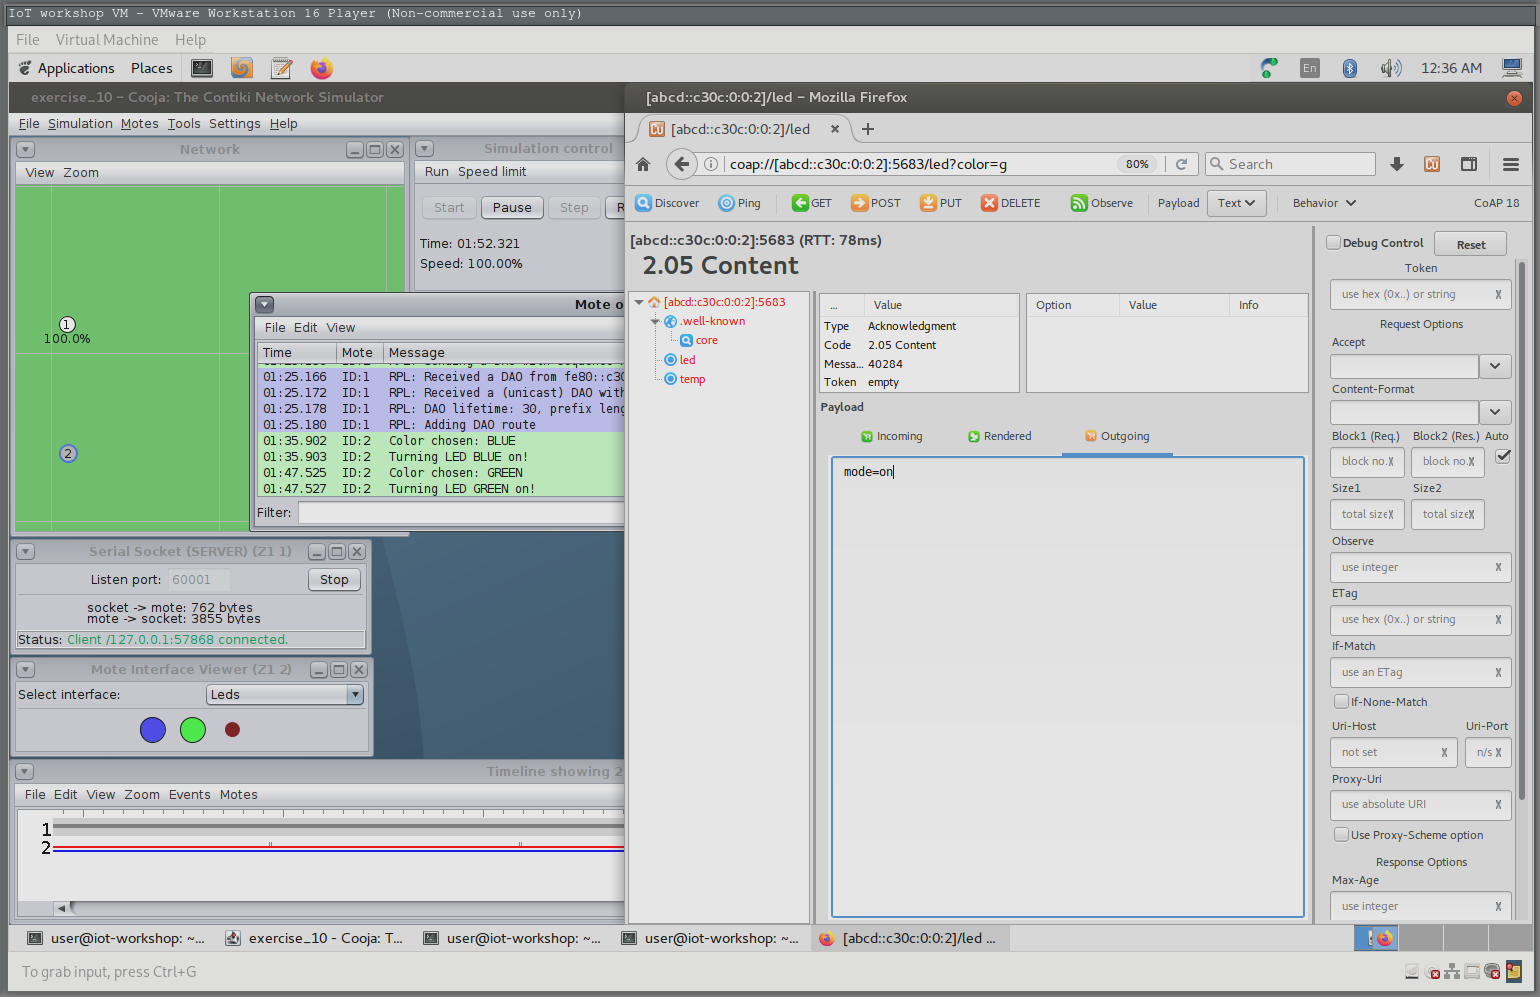 IoT workshop VM - VMware Workstation 16 Player (Non-commercial use only)
File Virtual Machine Help
Applications Places
En 12:36 AM
exercise_10 - Cooja: The Contiki Network Simulator
File Simulation Motes Tools Settings Help
Network
View Zoom
1
100.0%
2
Simulation control
Run Speed limit
Start Pause Step R
Time: 01:52.321
Speed: 100.00%
Mote o
File Edit View
Time Mote Message
01:25.166 ID:1 RPL: Received a DAO from fe80::c30
01:25.172 ID:1 RPL: Received a (unicast) DAO with
01:25.178 ID:1 RPL: DAO lifetime: 30, prefix leng
01:25.180 ID:1 RPL: Adding DAO route
01:35.902 ID:2 Color chosen: BLUE
01:35.903 ID:2 Turning LED BLUE on!
01:47.525 ID:2 Color chosen: GREEN
01:47.527 ID:2 Turning LED GREEN on!
Filter:
Serial Socket (SERVER) (Z1 1)
Listen port: 60001 Stop
socket -> mote: 762 bytes
mote -> socket: 3855 bytes
Status: Client /127.0.0.1:57868 connected.
Mote Interface Viewer (Z1 2)
Select interface: Leds
Timeline showing 2
File Edit View Zoom Events Motes
1
2
[abcd::c30c:0:0:2]/led - Mozilla Firefox
[abcd::c30c:0:0:2]/led
coap://[abcd::c30c:0:0:2]:5683/led?color=g 80% Search
Discover Ping GET POST PUT DELETE Observe Payload Text Behavior CoAP 18
[abcd::c30c:0:0:2]:5683 (RTT: 78ms)
2.05 Content
[abcd::c30c:0:0:2]:5683
.well-known
core
led
temp
... Value
Type Acknowledgment
Code 2.05 Content
Messa... 40284
Token empty
Option Value Info
Payload
Incoming Rendered Outgoing
mode=on
Debug Control Reset
Token
use hex (0x..) or string X
Request Options
Accept
Content-Format
Block1 (Req.) Block2 (Res.) Auto
block no. X block no. X
Size1 Size2
total size X total size X
Observe
use integer X
ETag
use hex (0x..) or string X
If-Match
use an ETag X
If-None-Match
Uri-Host Uri-Port
not set X n/s X
Proxy-Uri
use absolute URI X
Use Proxy-Scheme option
Response Options
Max-Age
use integer X
user@iot-workshop: ~... exercise_10 - Cooja: The T... user@iot-workshop: ~... user@iot-workshop: ~... [abcd::c30c:0:0:2]/led ...
To grab input, press Ctrl+G